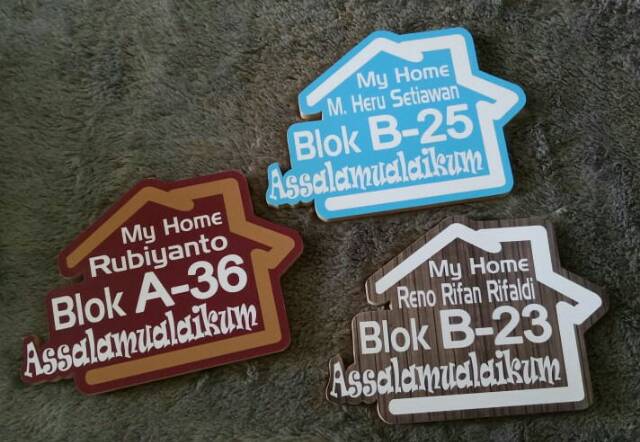 My Home
M. Heru Setiawan
Blok B-25
Assalamualaikum
My Home
Rubiyanto
Blok A-36
Assalamualaikum
My Home
Reno Rifan Rifaldi
Blok B-23
Assalamualaikum